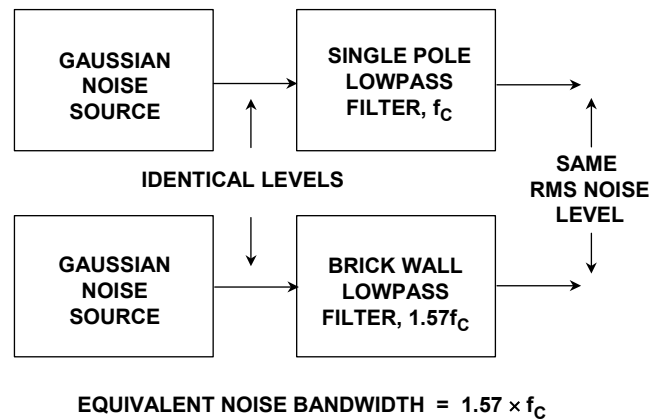 GAUSSIAN
NOISE
SOURCE
SINGLE POLE
LOWPASS
FILTER, fC
IDENTICAL LEVELS
SAME
RMS NOISE
LEVEL
GAUSSIAN
NOISE
SOURCE
BRICK WALL
LOWPASS
FILTER, 1.57fC
EQUIVALENT NOISE BANDWIDTH = 1.57 × fC